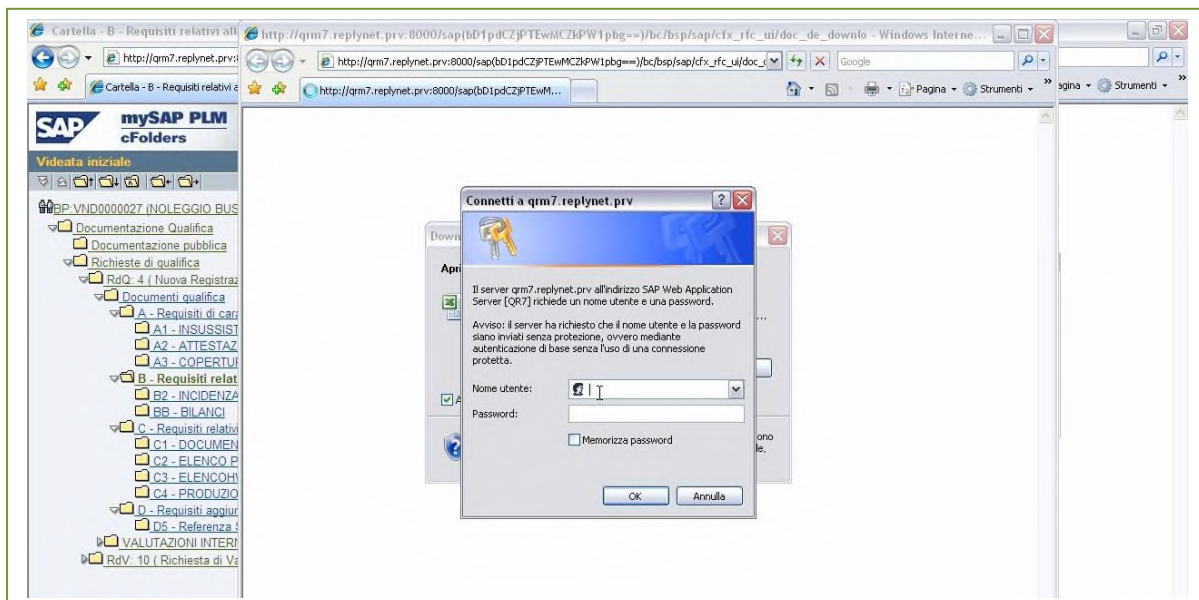 Cartella - B - Requisiti relativi all
http://qrm7.replynet.prv:8000/sap(bD1pdCZjPTEwMCZkPW1pbg==)/bc/bsp/sap/cfx_rfc_ui/doc_de_downlo - Windows Interne...
http://qrm7.replynet.prv:8
http://qrm7.replynet.prv:8000/sap(bD1pdCZjPTEwMCZkPW1pbg==)/bc/bsp/sap/cfx_rfc_ui/doc_c
Google
Cartella - B - Requisiti relativi a
http://qrm7.replynet.prv:8000/sap(bD1pdCZjPTEwM...
Pagina
Strumenti
agina
Strumenti
SAP
mySAP PLM
cFolders
Videata iniziale
BP:VND0000027 (NOLEGGIO BUS
Documentazione Qualifica
Documentazione pubblica
Richieste di qualifica
RdQ: 4 ( Nuova Registraz
Documenti qualifica
A - Requisiti di cara
A1 - INSUSSIST
A2 - ATTESTAZ
A3 - COPERTUR
B - Requisiti relat
B2 - INCIDENZA
BB - BILANCI
C - Requisiti relativi
C1 - DOCUMEN
C2 - ELENCO P
C3 - ELENCOHV
C4 - PRODUZIO
D - Requisiti aggiur
D5 - Referenza S
VALUTAZIONI INTERN
RdV: 10 ( Richiesta di Va
Down
Apri
...
A
ono
le,
Connetti a qrm7.replynet.prv
Il server qrm7.replynet.prv all'indirizzo SAP Web Application
Server [QR7] richiede un nome utente e una password.
Avviso: il server ha richiesto che il nome utente e la password
siano inviati senza protezione, ovvero mediante
autenticazione di base senza l'uso di una connessione
protetta.
Nome utente:
Password:
Memorizza password
OK
Annulla